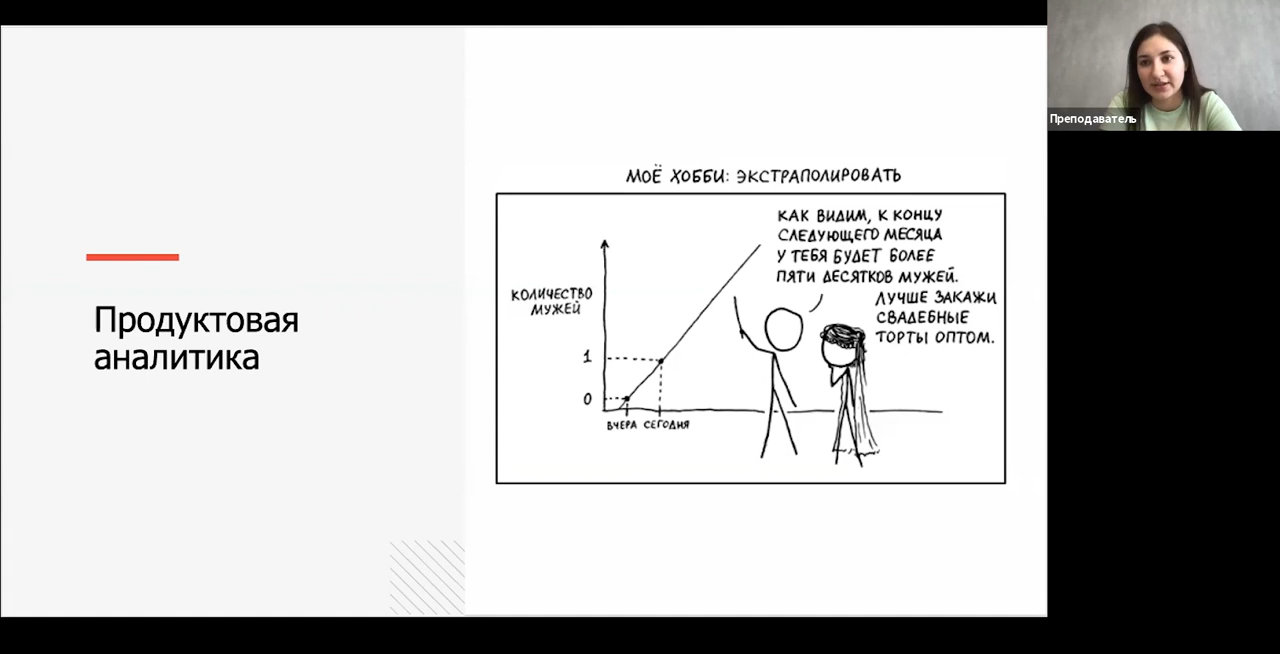 Преподаватель
МОЁ ХОББИ: ЭКСТРАПОЛИРОВАТЬ
КАК ВИДИМ, К КОНЦУ
СЛЕДУЮЩЕГО МЕСЯЦА
У ТЕБЯ БУДЕТ БОЛЕЕ
ПЯТИ ДЕСЯТКОВ МУЖЕЙ.
ЛУЧШЕ ЗАКАЖИ
СВАДЕБНЫЕ
ТОРТЫ ОПТОМ.
КОЛИЧЕСТВО
МУЖЕЙ
1
0
ВЧЕРА СЕГОДНЯ
Продуктовая
аналитика